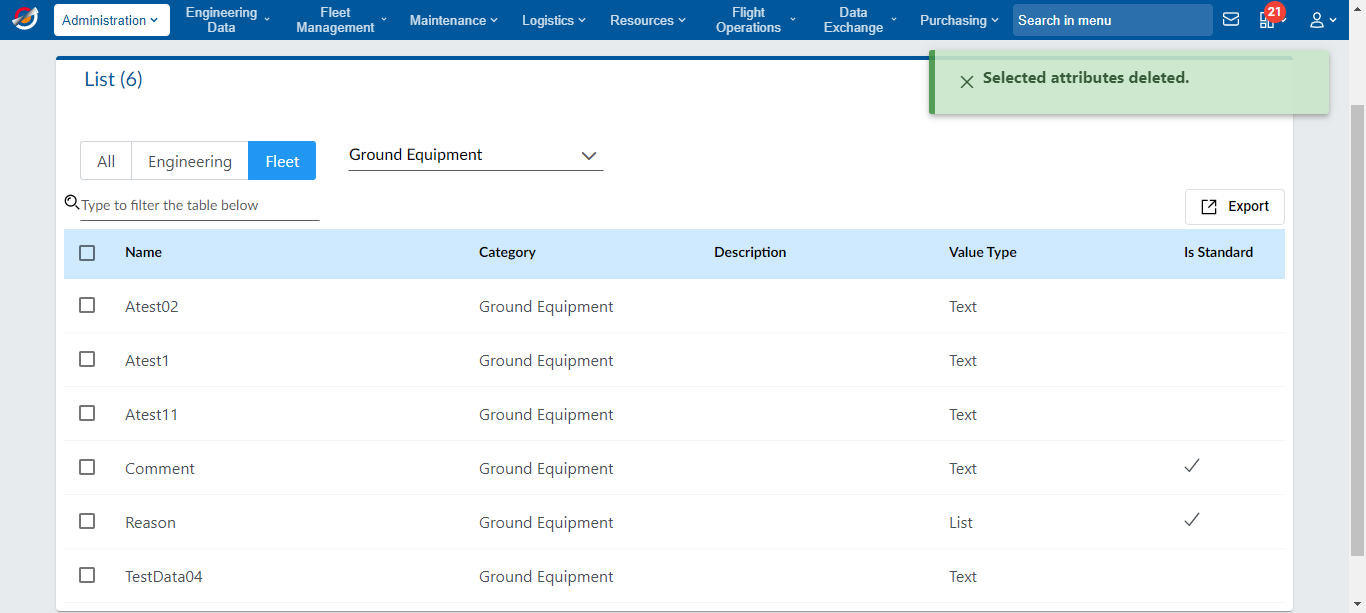 Administration
Engineering
Data
Fleet
Management
Maintenance
Logistics
Resources
Flight
Operations
Data
Exchange
Purchasing
Search in menu
21
List (6)
Selected attributes deleted.
All
Engineering
Fleet
Ground Equipment
Type to filter the table below
Export
Name Category Description Value Type Is Standard
Atest02 Ground Equipment Text
Atest1 Ground Equipment Text
Atest11 Ground Equipment Text
Comment Ground Equipment Text
Reason Ground Equipment List
TestData04 Ground Equipment Text